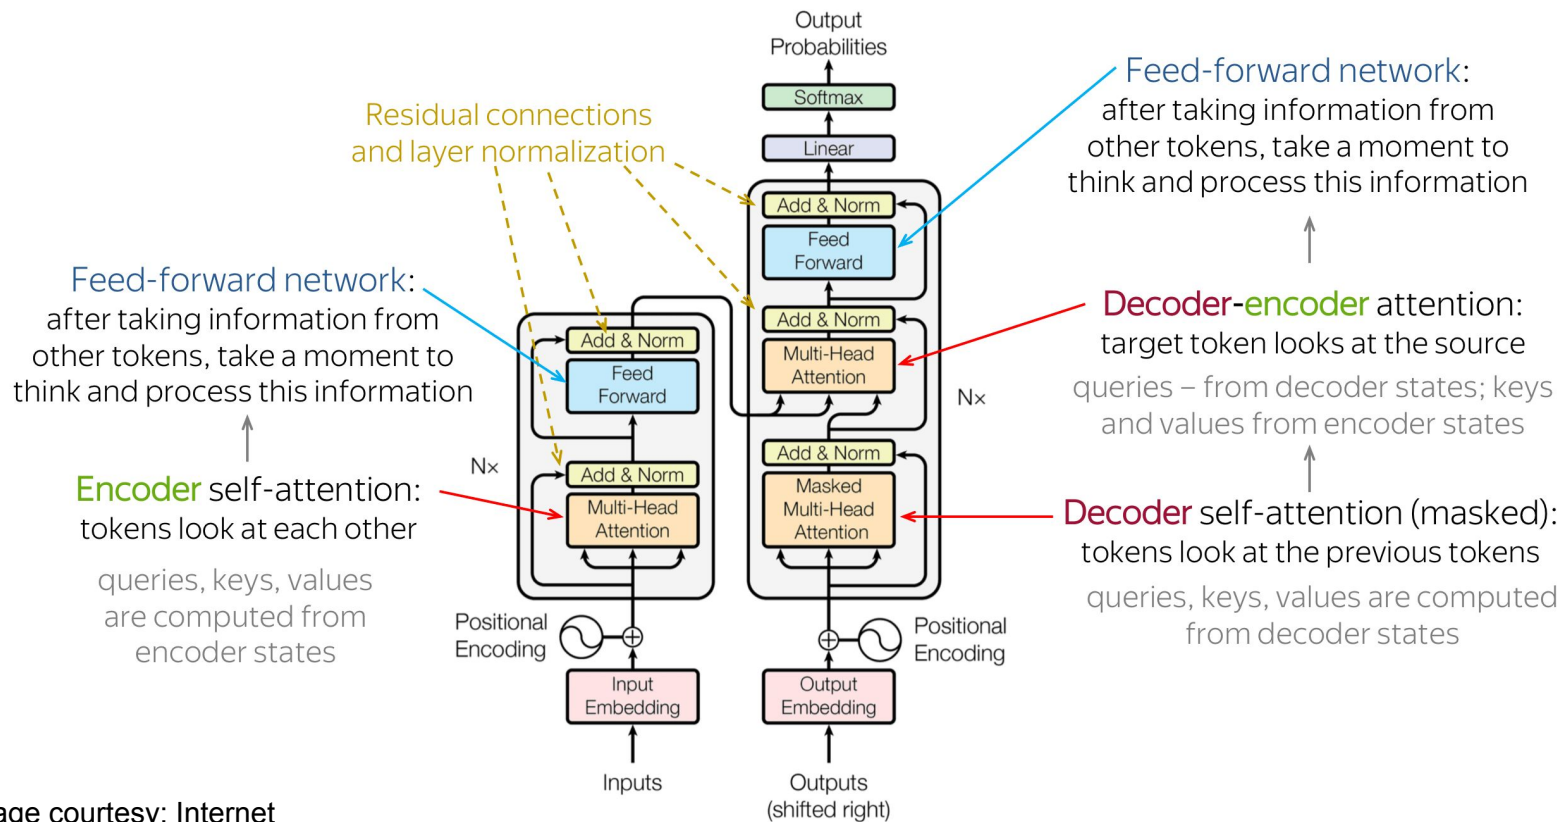 Output
Probabilities
Softmax
Linear
Add & Norm
Feed
Forward
Add & Norm
Multi-Head
Attention
Add & Norm
Masked
Multi-Head
Attention
Nx
Positional
Encoding
Output
Embedding
Outputs
(shifted right)
Residual connections
and layer normalization
Feed-forward network:
after taking information from
other tokens, take a moment to
think and process this information
Encoder self-attention:
tokens look at each other
queries, keys, values
are computed from
encoder states
Add & Norm
Feed
Forward
Nx
Add & Norm
Multi-Head
Attention
Positional
Encoding
Input
Embedding
Inputs
Feed-forward network:
after taking information from
other tokens, take a moment to
think and process this information
Decoder-encoder attention:
target token looks at the source
queries – from decoder states; keys
and values from encoder states
Decoder self-attention (masked):
tokens look at the previous tokens
queries, keys, values are computed
from decoder states
age courtesy: Internet